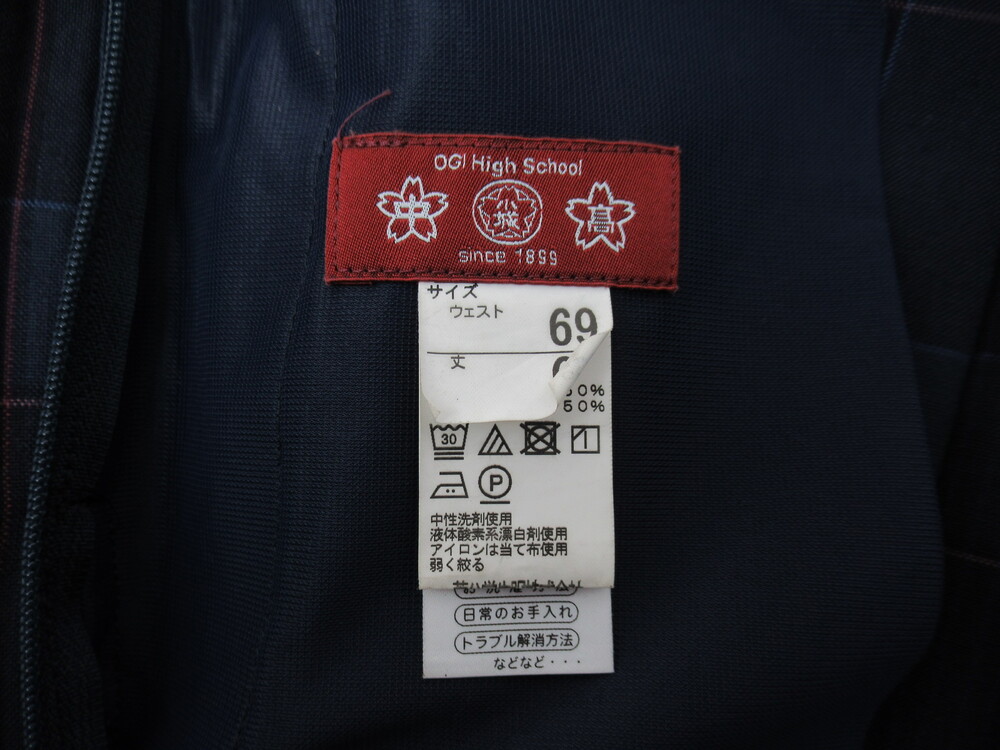 OGI High School
中 小城 高
since 1899
サイズ
ウェスト
69
丈
50%
30
P
中性洗剤使用
液体酸素系漂白剤使用
アイロンは当て布使用
弱く絞る
日常のお手入れ
トラブル解消方法
などなど・・・